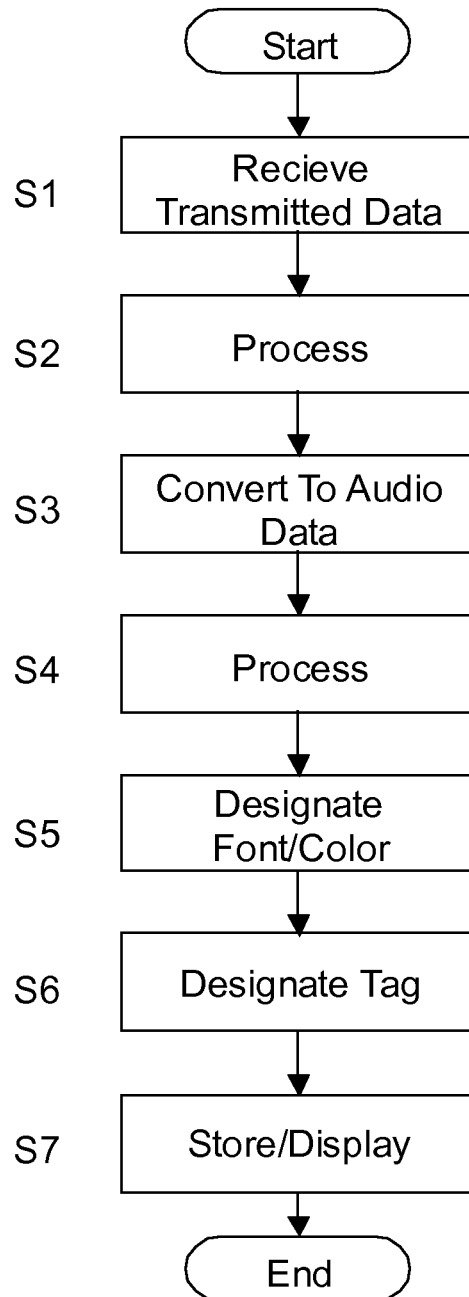 Start
S1
Recieve
Transmitted Data
S2
Process
S3
Convert To Audio
Data
S4
Process
S5
Designate
Font/Color
S6
Designate Tag
S7
Store/Display
End